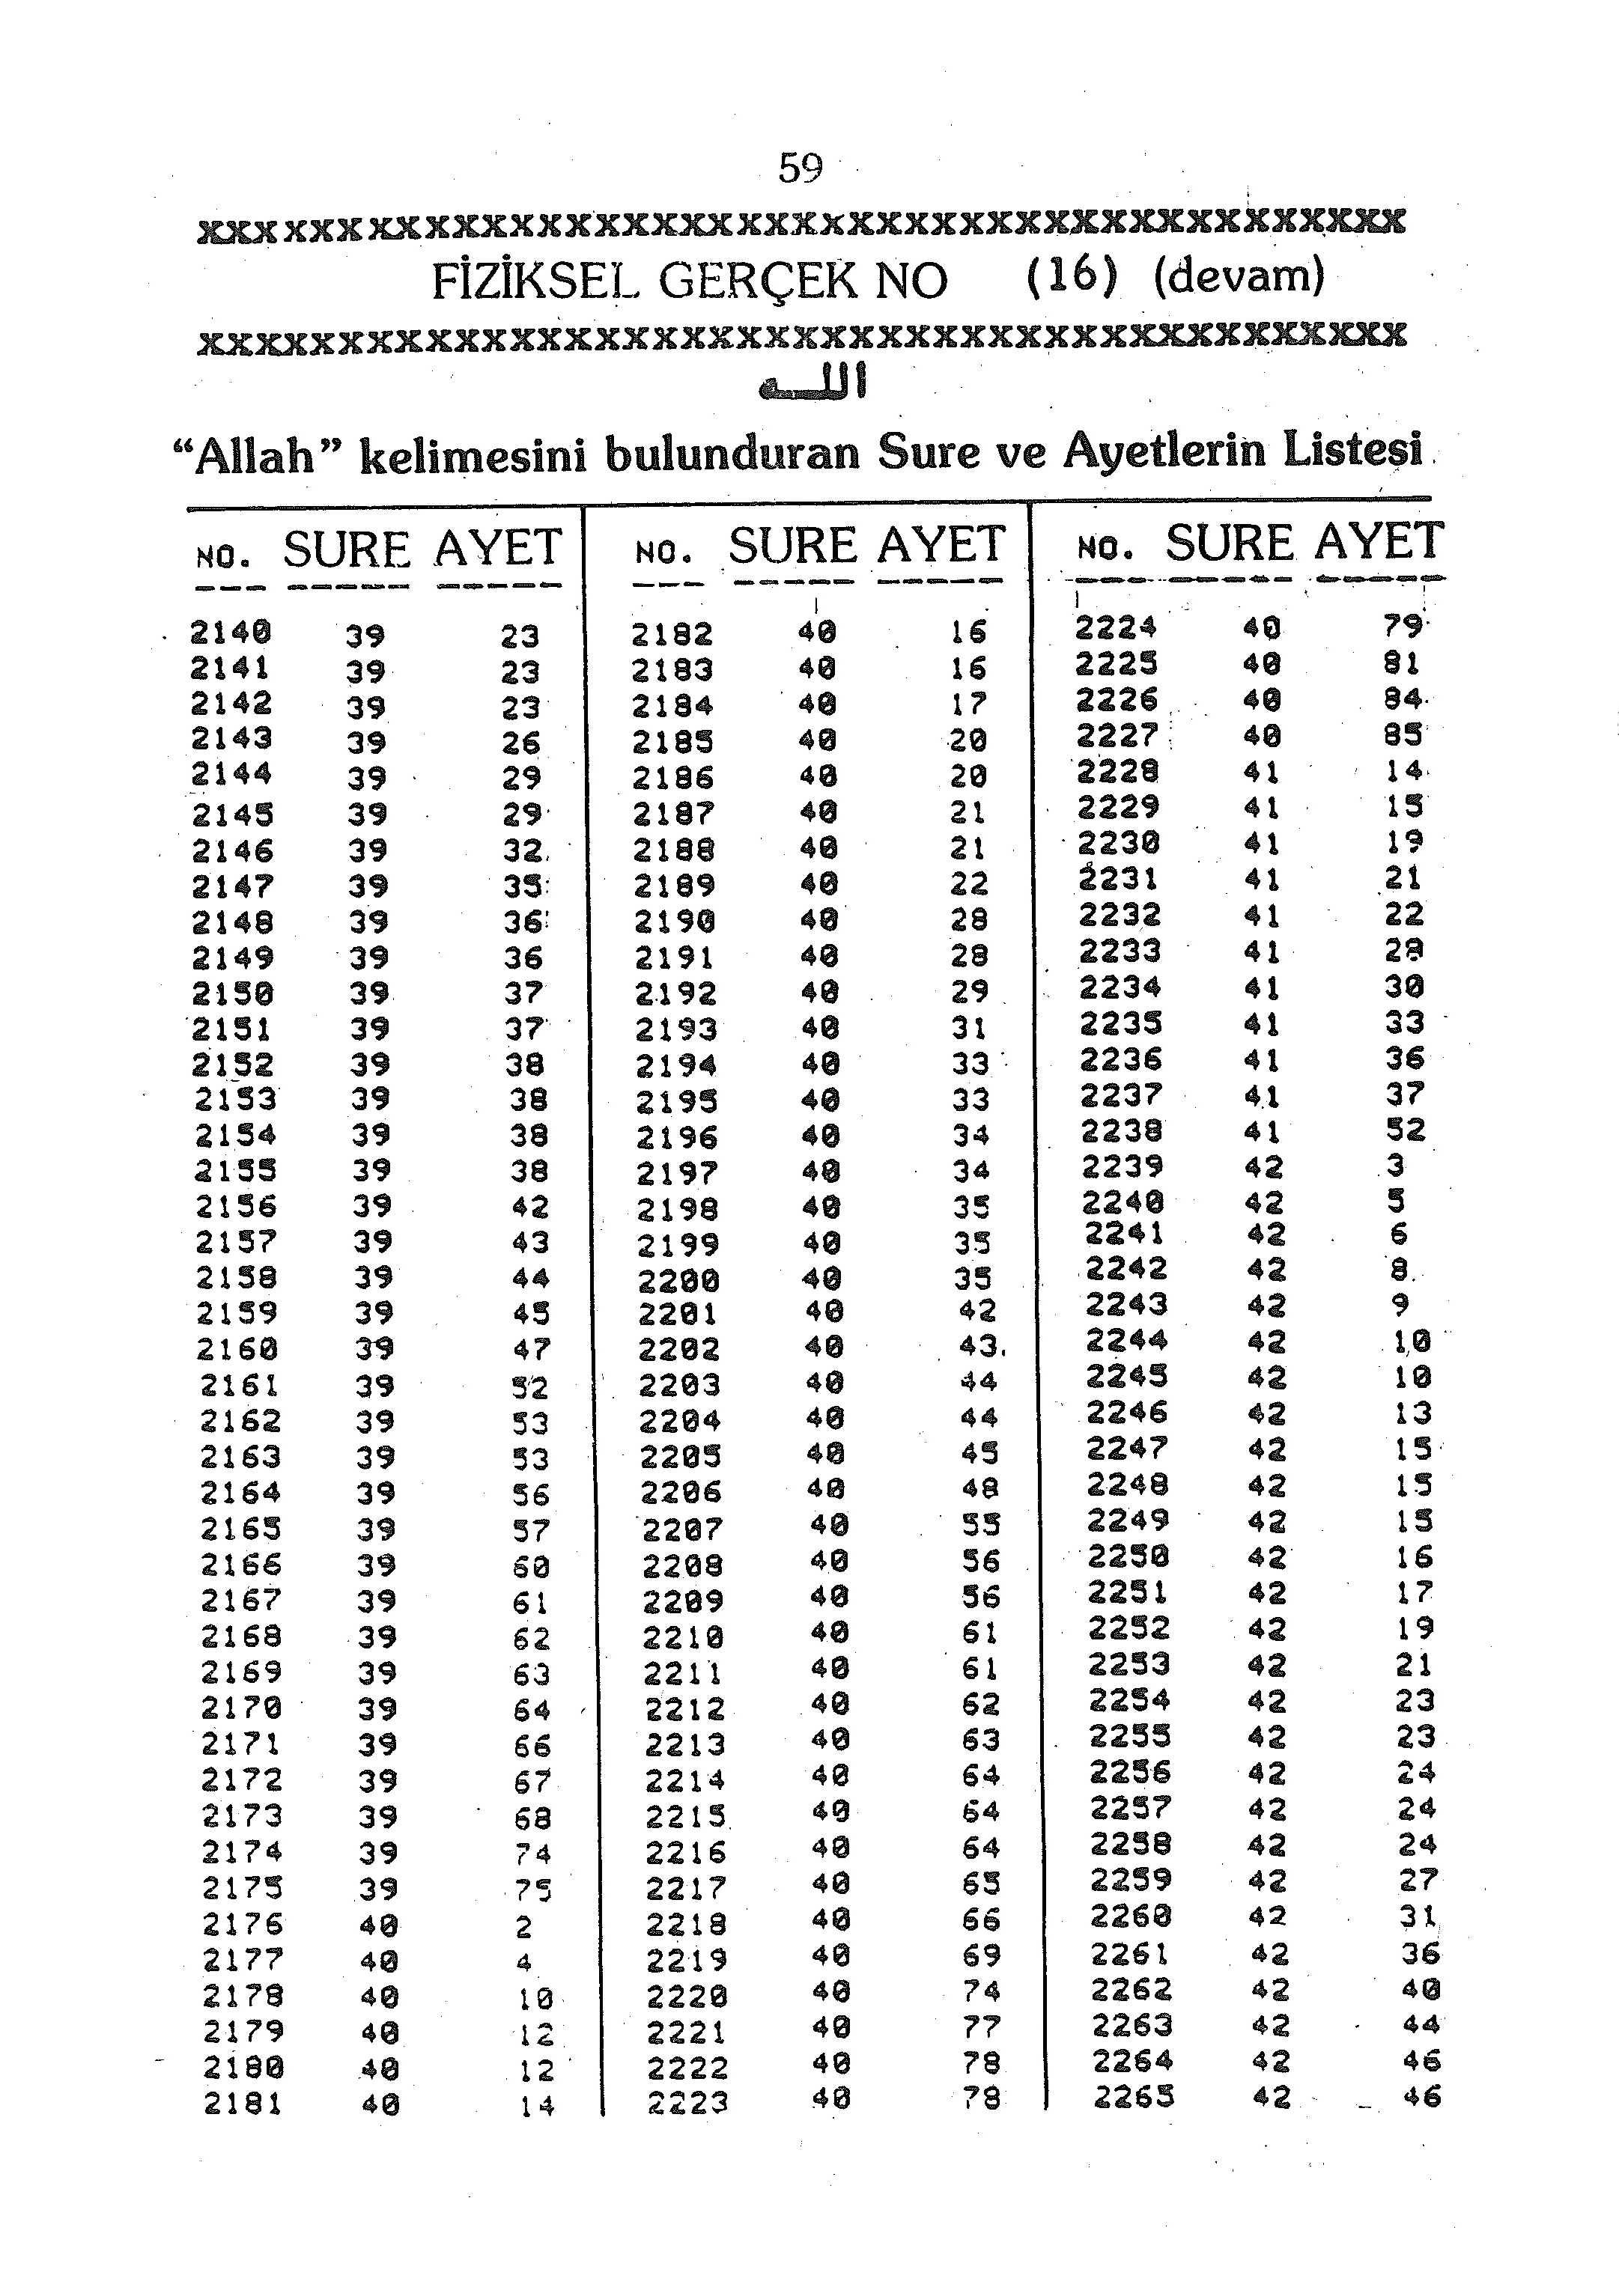 59
XXXXXXXXXXXXXXXXXXXXXXXXXXXXXXXXXXXXXXXXXXX
FİZİKSEL GERÇEK NO (16) (devam)
XXXXXXXXXXXXXXXXXXXXXXXXXXXXXXXXXXXXXXXXXXX
اللـه
“Allah” kelimesini bulunduran Sure ve Ayetlerin Listesi
NO. SURE AYET NO. SURE AYET NO. SURE AYET
2140 39 23 2182 40 16 2224 40 79
2141 39 23 2183 40 16 2225 40 81
2142 39 23 2184 40 17 2226 40 84
2143 39 26 2185 40 20 2227 40 85
2144 39 29 2186 40 20 2228 41 14
2145 39 29 2187 40 21 2229 41 15
2146 39 32 2188 40 21 2230 41 19
2147 39 35 2189 40 22 2231 41 21
2148 39 36 2190 40 28 2232 41 22
2149 39 36 2191 40 28 2233 41 28
2150 39 37 2192 40 29 2234 41 30
2151 39 37 2193 40 31 2235 41 33
2152 39 38 2194 40 33 2236 41 36
2153 39 38 2195 40 33 2237 41 37
2154 39 38 2196 40 34 2238 41 52
2155 39 38 2197 40 34 2239 42 3
2156 39 42 2198 40 35 2240 42 5
2157 39 43 2199 40 35 2241 42 6
2158 39 44 2200 40 35 2242 42 8
2159 39 45 2201 40 42 2243 42 9
2160 39 47 2202 40 43 2244 42 10
2161 39 52 2203 40 44 2245 42 10
2162 39 53 2204 40 44 2246 42 13
2163 39 53 2205 40 45 2247 42 15
2164 39 56 2206 40 48 2248 42 15
2165 39 57 2207 40 55 2249 42 15
2166 39 60 2208 40 56 2250 42 16
2167 39 61 2209 40 56 2251 42 17
2168 39 62 2210 40 61 2252 42 19
2169 39 63 2211 40 61 2253 42 21
2170 39 64 2212 40 62 2254 42 23
2171 39 66 2213 40 63 2255 42 23
2172 39 67 2214 40 64 2256 42 24
2173 39 68 2215 40 64 2257 42 24
2174 39 74 2216 40 64 2258 42 24
2175 39 75 2217 40 65 2259 42 27
2176 40 2 2218 40 66 2260 42 31
2177 40 4 2219 40 69 2261 42 36
2178 40 10 2220 40 74 2262 42 40
2179 40 12 2221 40 77 2263 42 44
2180 40 12 2222 40 78 2264 42 46
2181 40 14 2223 40 78 2265 42 46